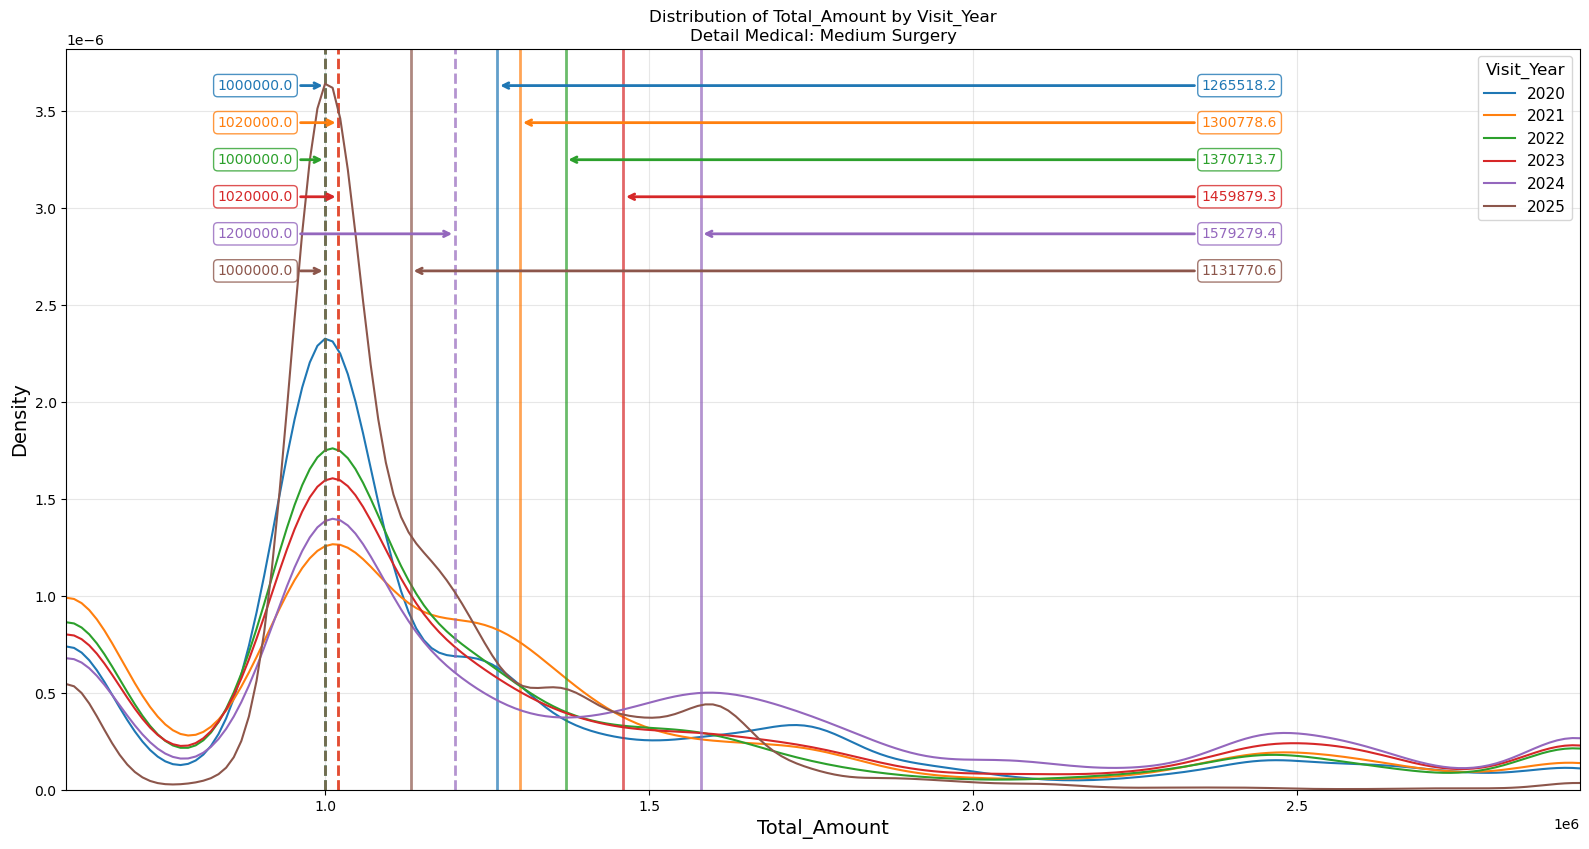 Distribution of Total_Amount by Visit_Year
Detail Medical: Medium Surgery
1e−6
Visit_Year
2020
2021
2022
2023
2024
2025
1000000.0 1265518.2
1020000.0 1300778.6
1000000.0 1370713.7
1020000.0 1459879.3
1200000.0 1579279.4
1000000.0 1131770.6
3.5
3.0
2.5
2.0
1.5
1.0
0.5
0.0
Density
1.0 1.5 2.0 2.5
1e6
Total_Amount